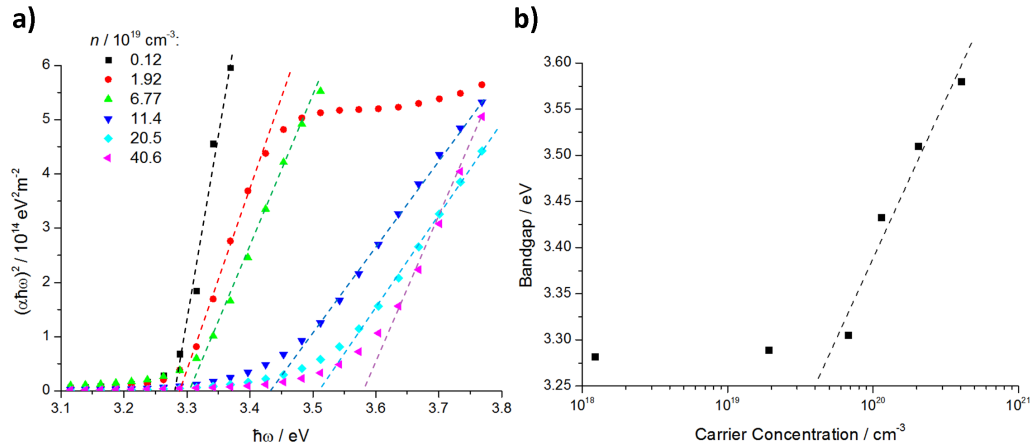 a)
n / 10¹⁹ cm⁻³:
0.12
1.92
6.77
11.4
20.5
40.6
(αħω)² / 10¹⁴ eV²m⁻²
6
5
4
3
2
1
0
3.1 3.2 3.3 3.4 3.5 3.6 3.7 3.8
ħω / eV
b)
Bandgap / eV
3.60
3.55
3.50
3.45
3.40
3.35
3.30
3.25
10¹⁸ 10¹⁹ 10²⁰ 10²¹
Carrier Concentration / cm⁻³